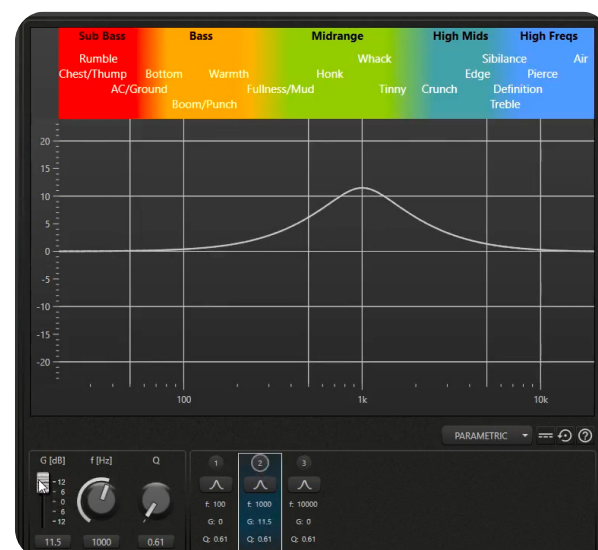 Sub Bass Bass Midrange High Mids High Freqs
Rumble Whack Sibilance Air
Chest/Thump Bottom Warmth Honk Edge Pierce
AC/Ground Fullness/Mud Tinny Crunch Definition
Boom/Punch Treble
20
15
10
5
0
-5
-10
-15
-20
100 1k 10k
PARAMETRIC
G [dB] f [Hz] Q 1 2 3
12
6
0
6
12
f: 100 f: 1000 f: 10000
G: 0 G: 11.5 G: 0
11.5 1000 0.61 Q: 0.61 Q: 0.61 Q: 0.61